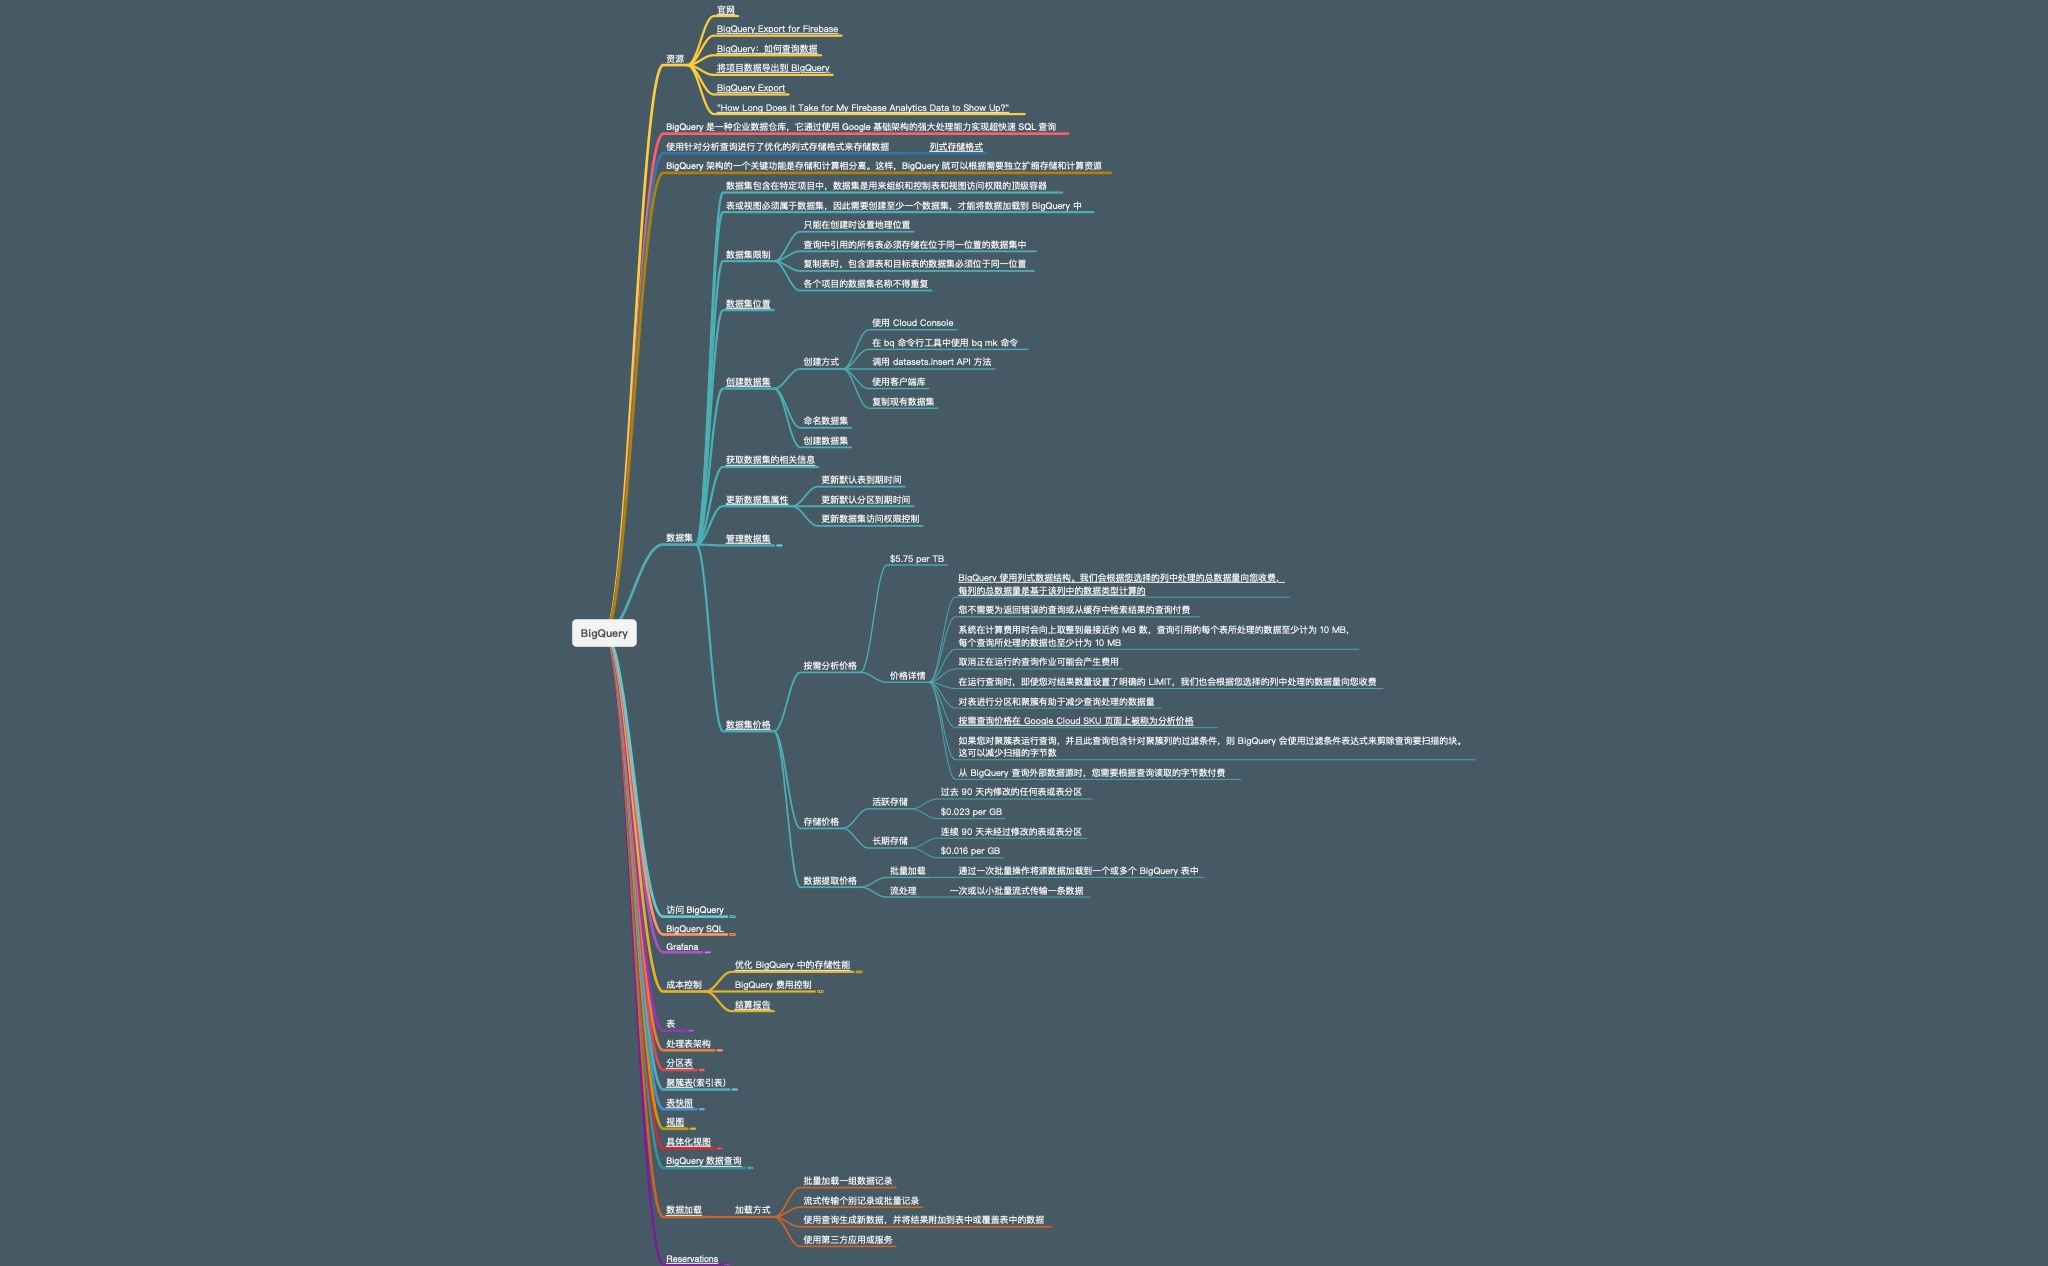 官网
BigQuery Export for Firebase
BigQuery：如何查询数据
资源
将项目数据导出到 BigQuery
BigQuery Export
"How Long Does it Take for My Firebase Analytics Data to Show Up?"
BigQuery 是一种企业数据仓库，它通过使用 Google 基础架构的强大处理能力实现超快速 SQL 查询
使用针对分析查询进行了优化的列式存储格式来存储数据
列式存储格式
BigQuery 架构的一个关键功能是存储和计算相分离。这样，BigQuery 就可以根据需要独立扩缩存储和计算资源
数据集包含在特定项目中，数据集是用来组织和控制表和视图访问权限的顶级容器
表或视图必须属于数据集，因此需要创建至少一个数据集，才能将数据加载到 BigQuery 中
只能在创建时设置地理位置
查询中引用的所有表必须存储在位于同一位置的数据集中
数据集限制
复制表时，包含源表和目标表的数据集必须位于同一位置
各个项目的数据集名称不得重复
数据集位置
使用 Cloud Console
在 bq 命令行工具中使用 bq mk 命令
创建方式
调用 datasets.insert API 方法
创建数据集
使用客户端库
复制现有数据集
命名数据集
创建数据集
获取数据集的相关信息
更新默认表到期时间
更新数据集属性
更新默认分区到期时间
更新数据集访问权限控制
数据集
管理数据集
$5.75 per TB
BigQuery 使用列式数据结构。我们会根据您选择的列中处理的总数据量向您收费，
每列的总数据量是基于该列中的数据类型计算的
您不需要为返回错误的查询或从缓存中检索结果的查询付费
BigQuery
系统在计算费用时会向上取整到最接近的 MB 数，查询引用的每个表所处理的数据至少计为 10 MB，
每个查询所处理的数据也至少计为 10 MB
按需分析价格
取消正在运行的查询作业可能会产生费用
价格详情
在运行查询时，即使您对结果数量设置了明确的 LIMIT，我们也会根据您选择的列中处理的数据量向您收费
对表进行分区和聚簇有助于减少查询处理的数据量
数据集价格
按需查询价格在 Google Cloud SKU 页面上被称为分析价格
如果您对聚簇表运行查询，并且此查询包含针对聚簇列的过滤条件，则 BigQuery 会使用过滤条件表达式来剪除查询要扫描的块。
这可以减少扫描的字节数
从 BigQuery 查询外部数据源时，您需要根据查询读取的字节数付费
活跃存储
过去 90 天内修改的任何表或表分区
$0.023 per GB
存储价格
长期存储
连续 90 天未经过修改的表或表分区
$0.016 per GB
数据提取价格
批量加载
通过一次批量操作将源数据加载到一个或多个 BigQuery 表中
流处理
一次或以小批量流式传输一条数据
访问 BigQuery
BigQuery SQL
Grafana
优化 BigQuery 中的存储性能
成本控制
BigQuery 费用控制
结算报告
表
处理表架构
分区表
聚簇表(索引表)
表快照
视图
具体化视图
BigQuery 数据查询
批量加载一组数据记录
流式传输个别记录或批量记录
数据加载
加载方式
使用查询生成新数据，并将结果附加到表中或覆盖表中的数据
使用第三方应用或服务
Reservations